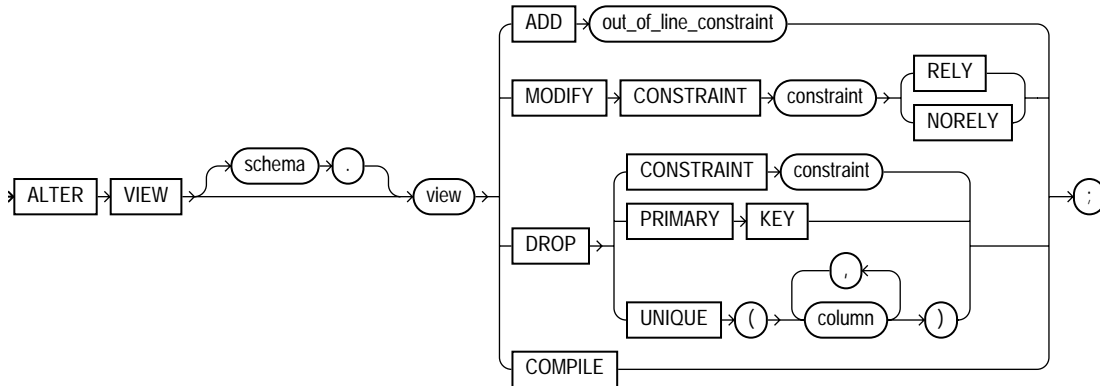 ADD out_of_line_constraint
MODIFY CONSTRAINT constraint RELY
NORELY
ALTER VIEW schema . view
DROP CONSTRAINT constraint
PRIMARY KEY
UNIQUE ( column , )
COMPILE
;